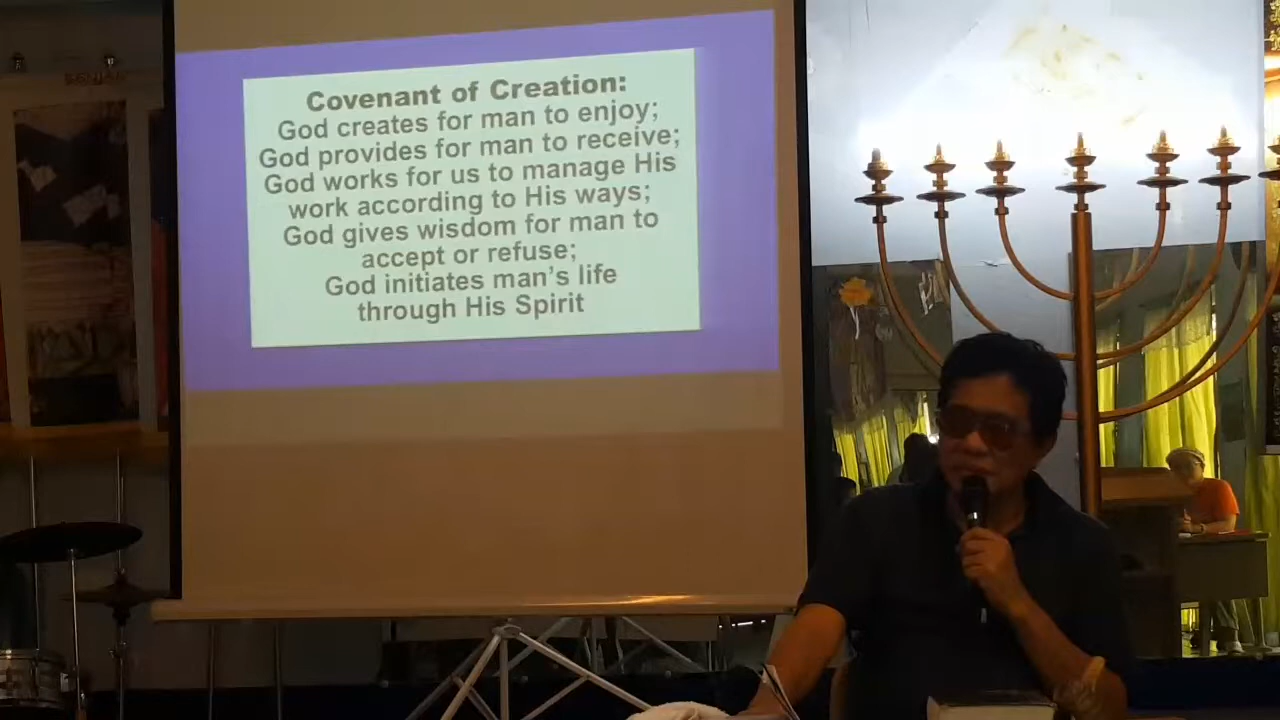 Covenant of Creation:
God creates for man to enjoy;
God provides for man to receive;
God works for us to manage His
work according to His ways;
God gives wisdom for man to
accept or refuse;
God initiates man's life
through His Spirit